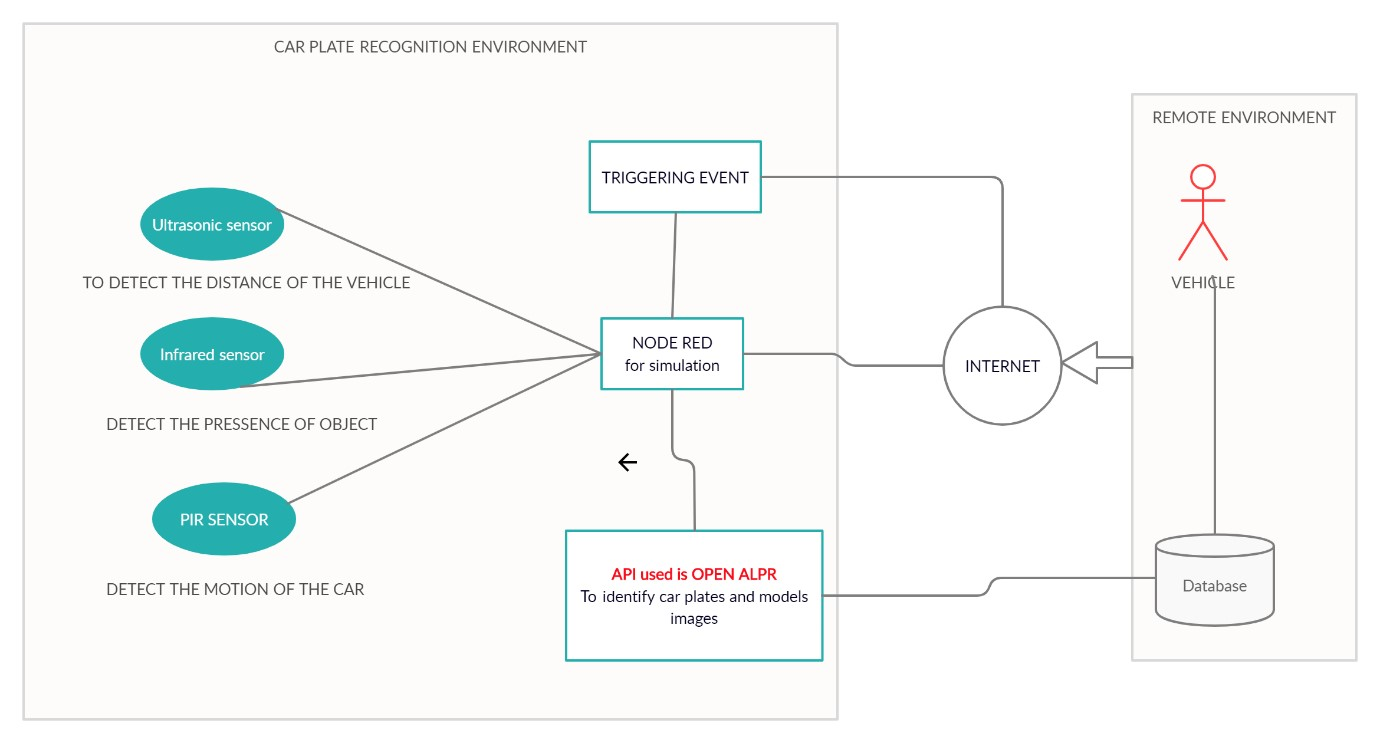 CAR PLATE RECOGNITION ENVIRONMENT
REMOTE ENVIRONMENT
TRIGGERING EVENT
Ultrasonic sensor
TO DETECT THE DISTANCE OF THE VEHICLE
VEHICLE
Infrared sensor
NODE RED
for simulation
INTERNET
DETECT THE PRESSENCE OF OBJECT
PIR SENSOR
DETECT THE MOTION OF THE CAR
API used is OPEN ALPR
To identify car plates and models
images
Database